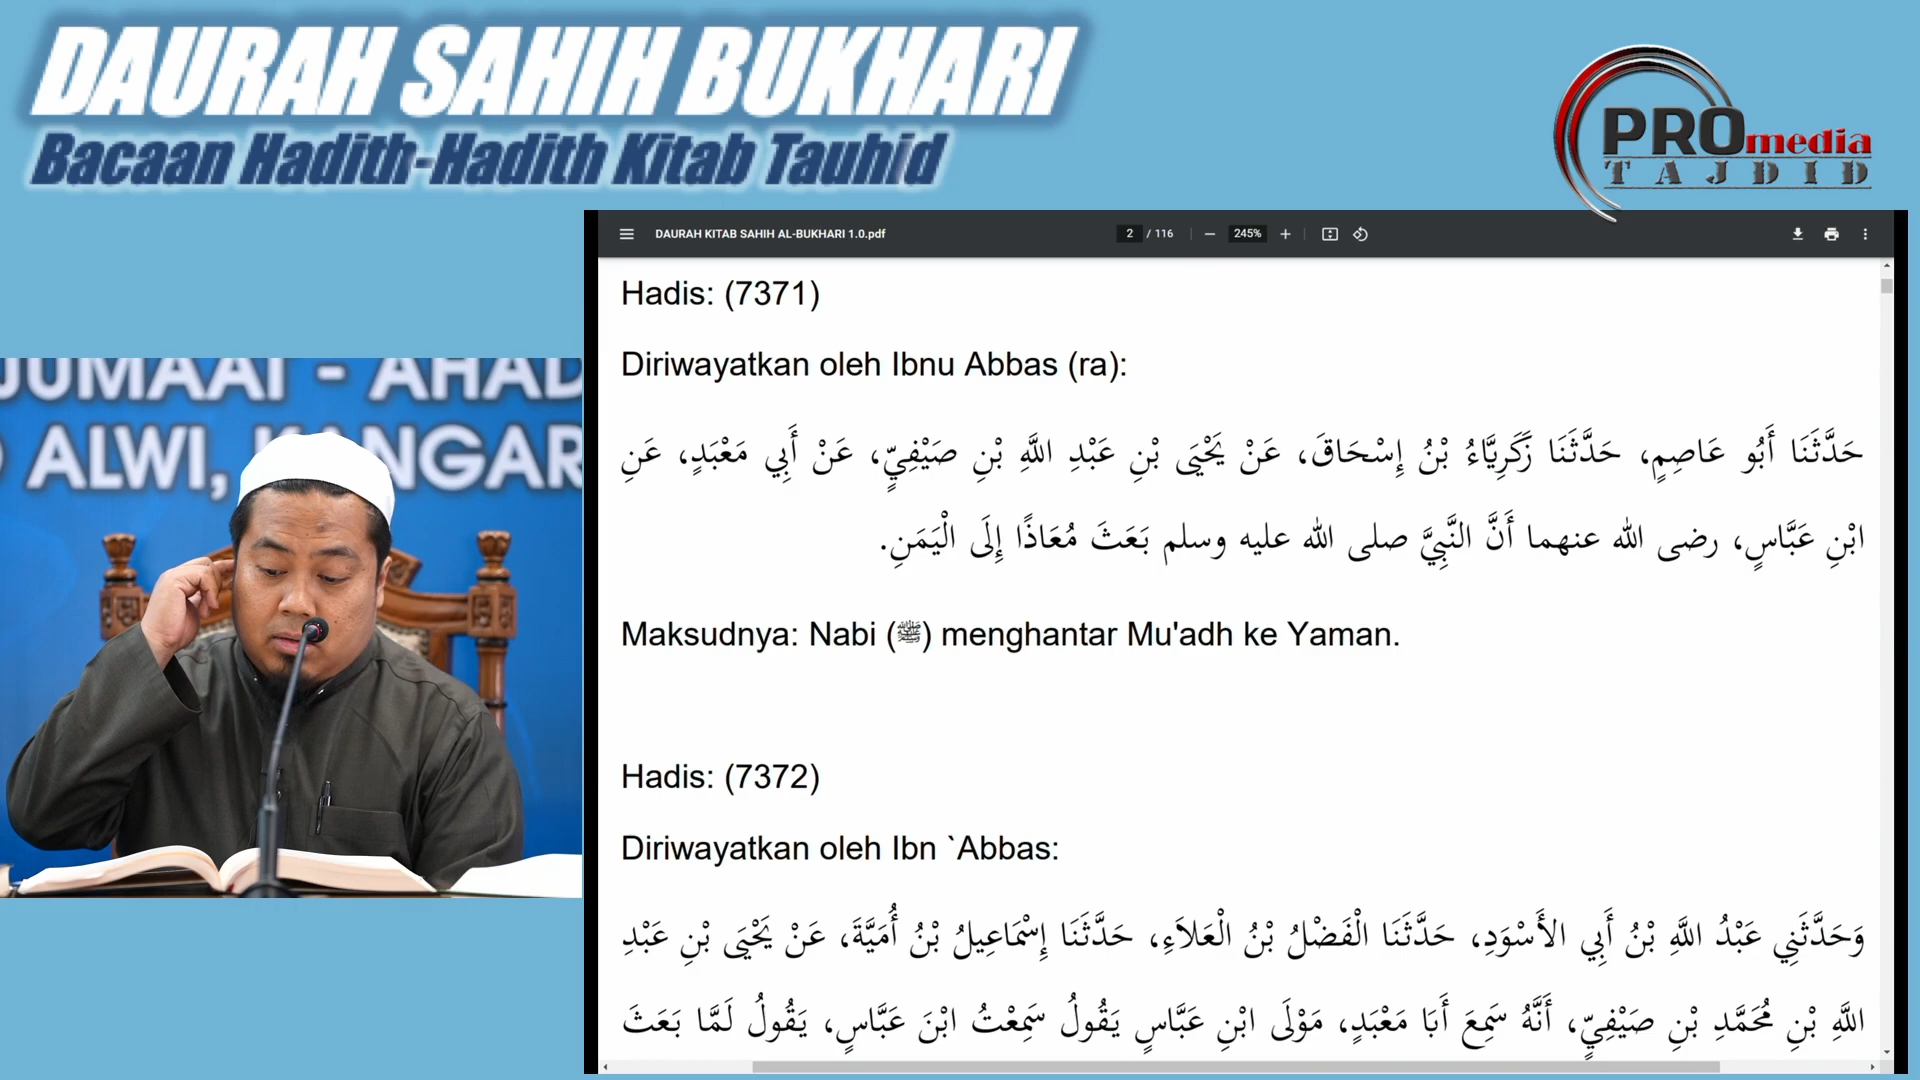 DAURAH SAHIH BUKHARI
Bacaan Hadith-Hadith Kitab Tauhid
PROmedia
TAJDID
JUMAAT - AHAD
ALWI, KANGAR
DAURAH KITAB SAHIH AL-BUKHARI 1.0.pdf
2 / 116
245%
Hadis: (7371)
Diriwayatkan oleh Ibnu Abbas (ra):
حَدَّثَنَا أَبُو عَاصِمٍ، حَدَّثَنَا زَكَرِيَّاءُ بْنُ إِسْحَاقَ، عَنْ يَحْيَى بْنِ عَبْدِ اللَّهِ بْنِ صَيْفِيٍّ، عَنْ أَبِي مَعْبَدٍ، عَنِ
ابْنِ عَبَّاسٍ، رضى الله عنهما أَنَّ النَّبِيَّ صلى الله عليه وسلم بَعَثَ مُعَاذًا إِلَى الْيَمَنِ.
Maksudnya: Nabi (ﷺ) menghantar Mu'adh ke Yaman.
Hadis: (7372)
Diriwayatkan oleh Ibn `Abbas:
وَحَدَّثَنِي عَبْدُ اللَّهِ بْنُ أَبِي الأَسْوَدِ، حَدَّثَنَا الْفَضْلُ بْنُ الْعَلاَءِ، حَدَّثَنَا إِسْمَاعِيلُ بْنُ أُمَيَّةَ، عَنْ يَحْيَى بْنِ عَبْدِ
اللَّهِ بْنِ مُحَمَّدِ بْنِ صَيْفِيٍّ، أَنَّهُ سَمِعَ أَبَا مَعْبَدٍ، مَوْلَى ابْنِ عَبَّاسٍ يَقُولُ سَمِعْتُ ابْنَ عَبَّاسٍ، يَقُولُ لَمَّا بَعَثَ